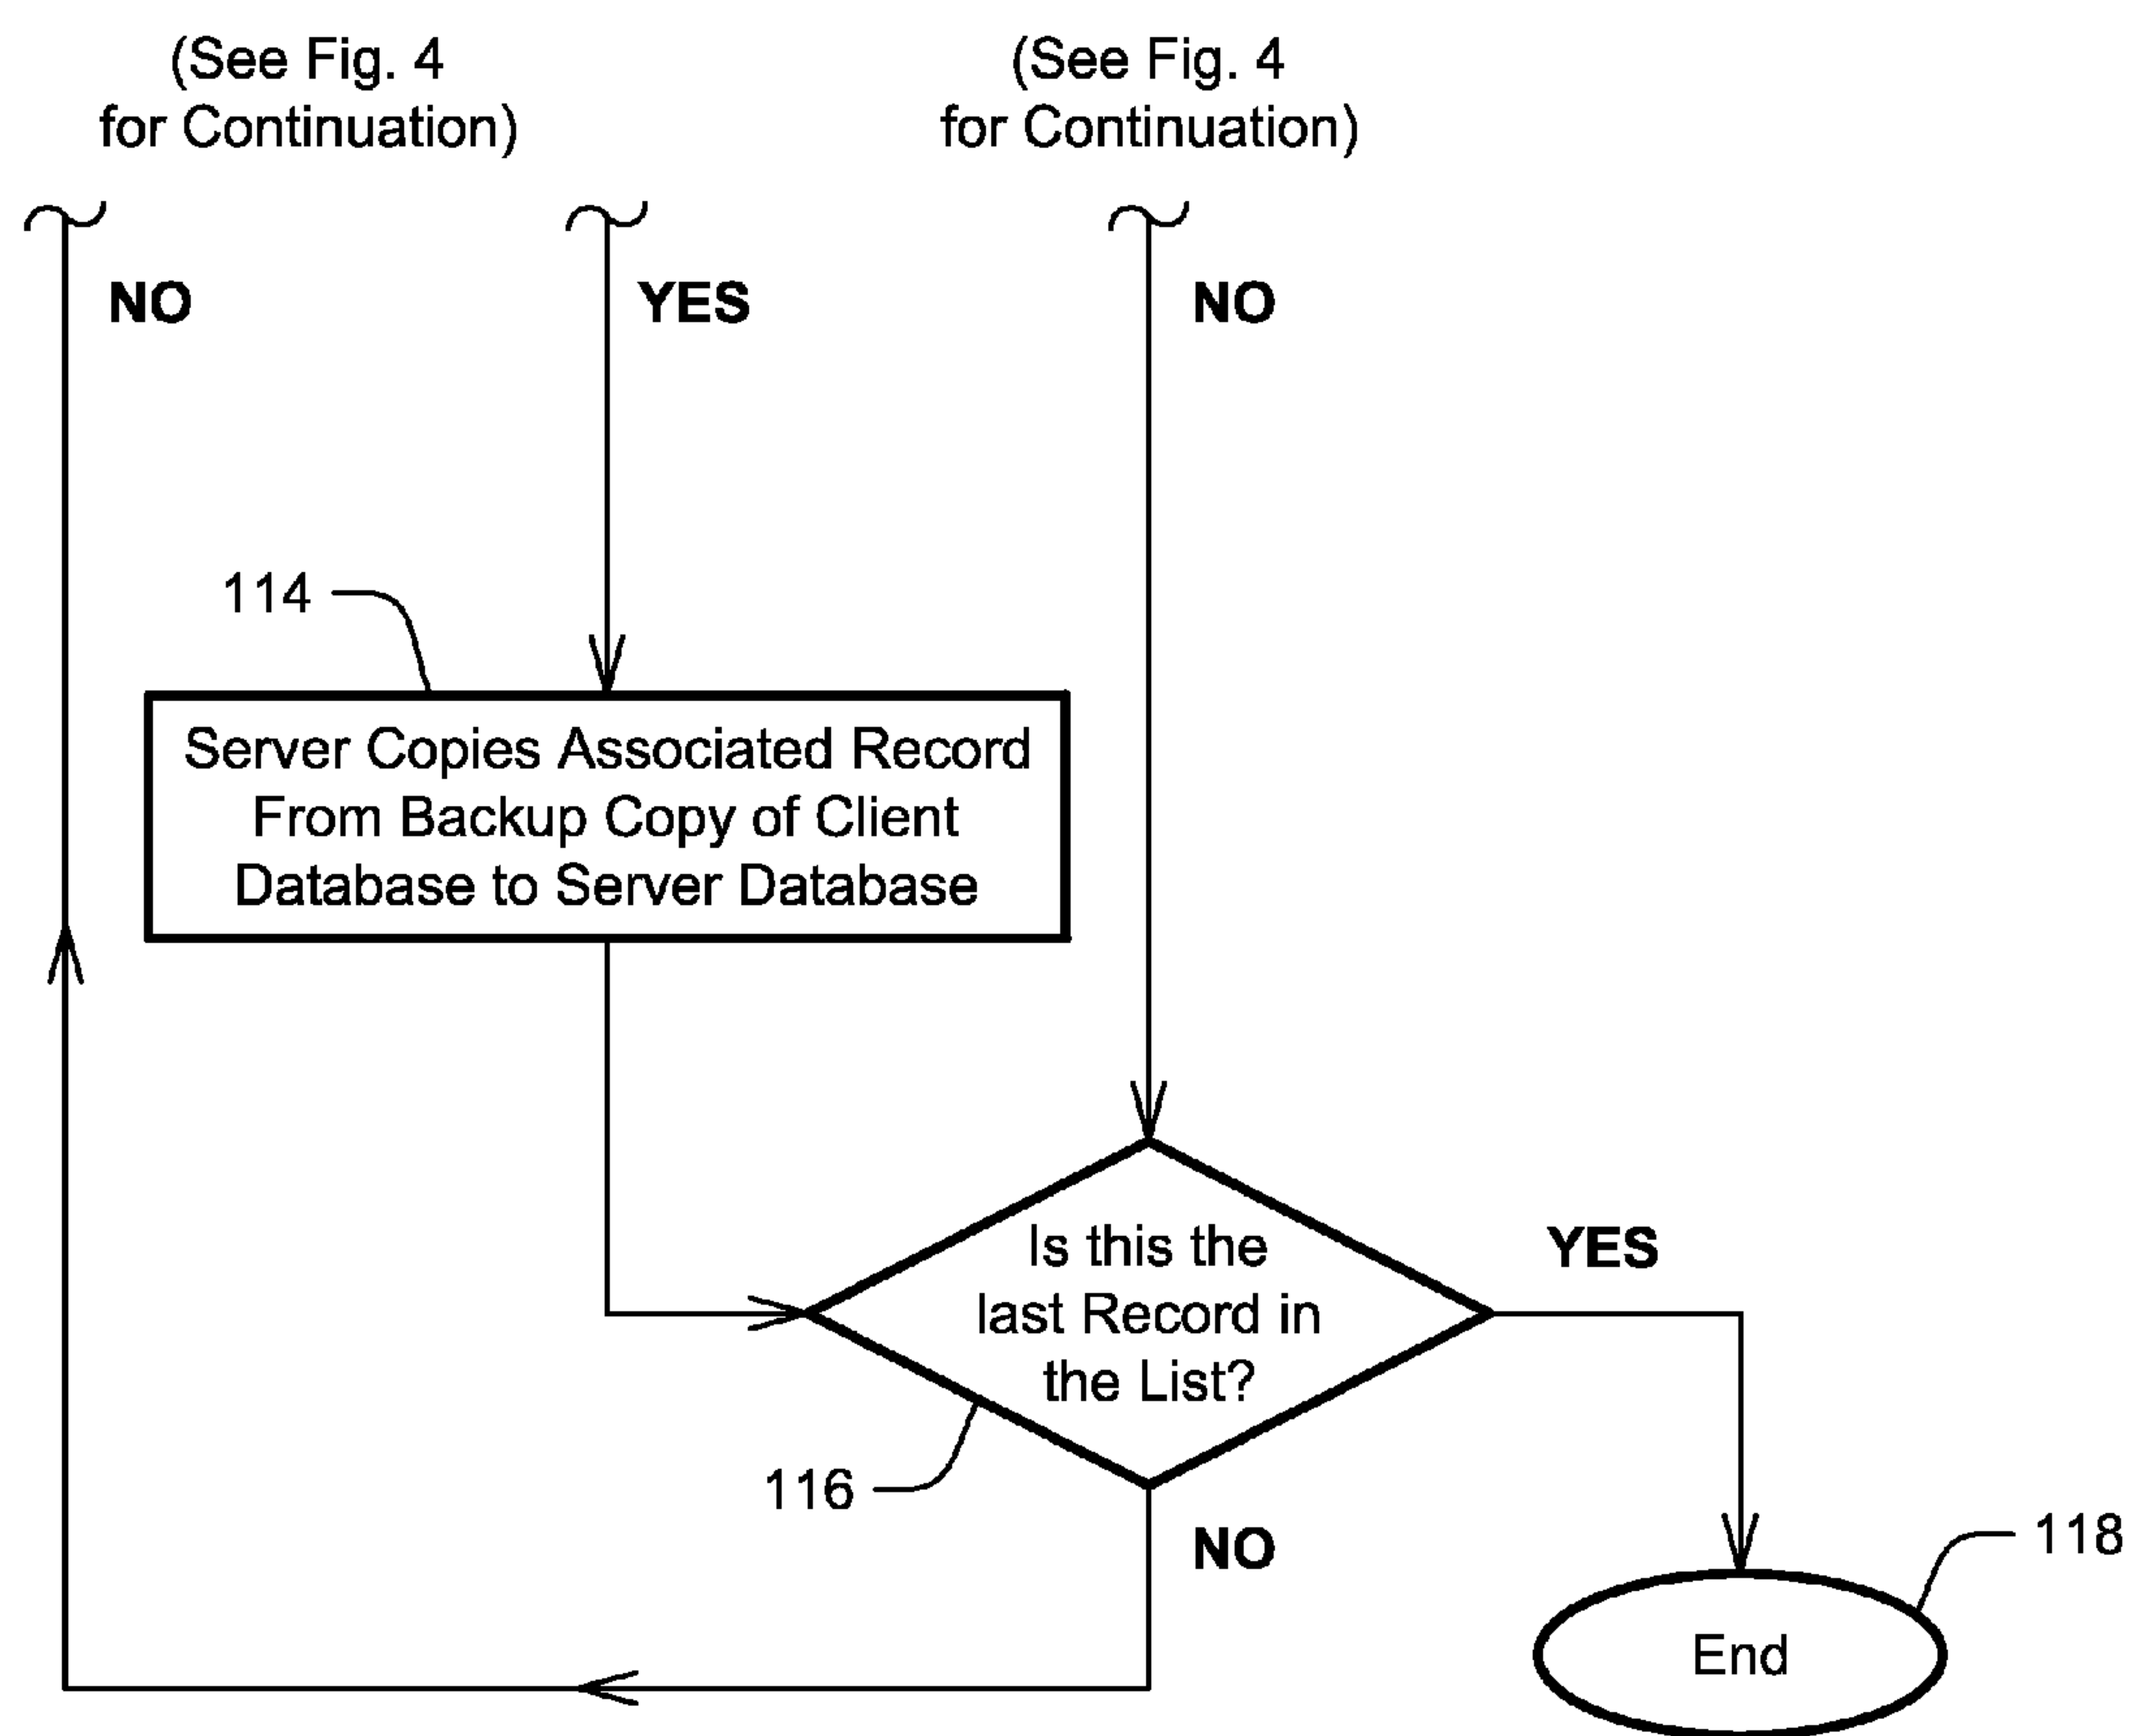 (See Fig. 4
for Continuation)
(See Fig. 4
for Continuation)
NO
YES
NO
114
Server Copies Associated Record
From Backup Copy of Client
Database to Server Database
Is this the
last Record in
the List?
YES
116
NO
118
End